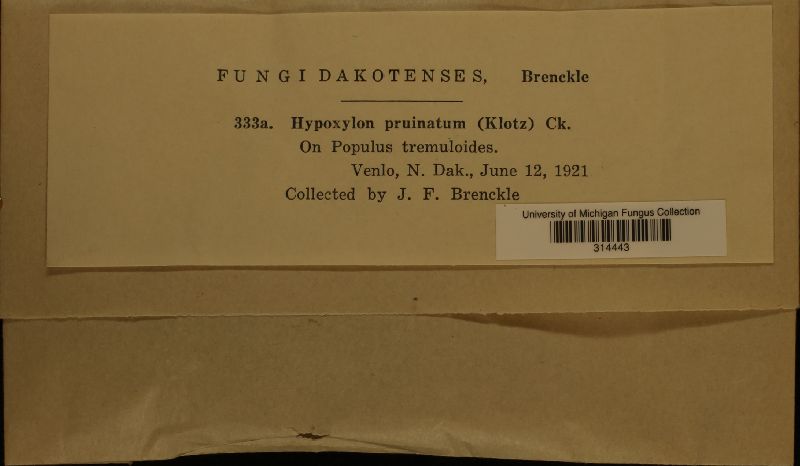 FUNGI DAKOTENSES, Brenckle
333a. Hypoxylon pruinatum (Klotz) Ck.
On Populus tremuloides.
Venlo, N. Dak., June 12, 1921
Collected by J. F. Brenckle
University of Michigan Fungus Collection
314443